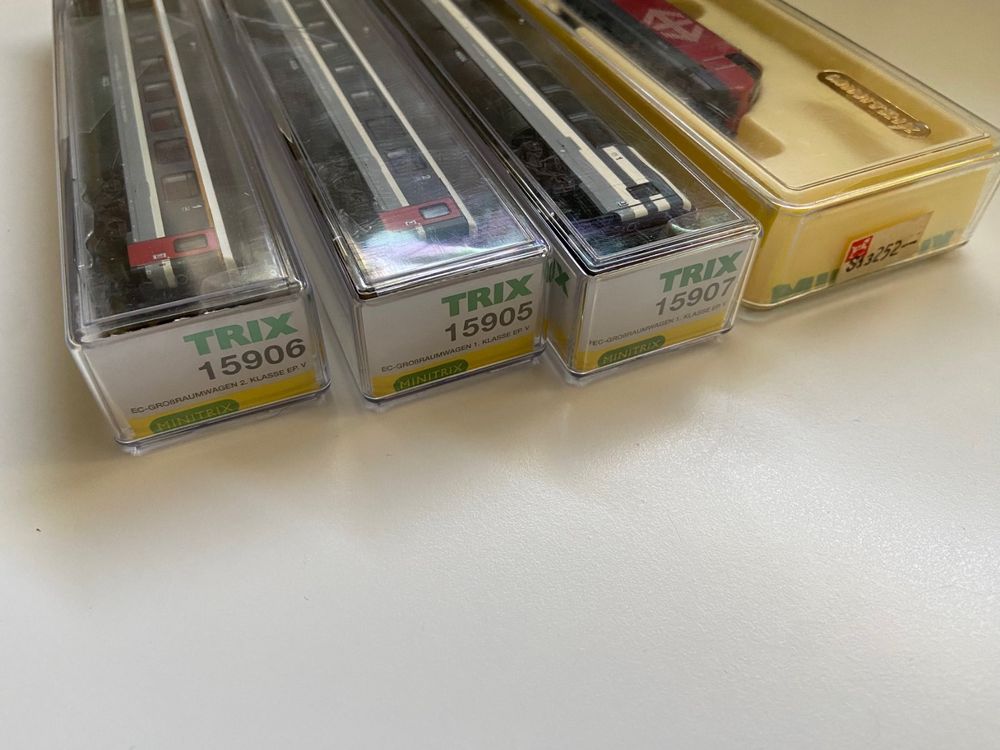 TRIX
15906
EC-GROßRAUMWAGEN 2. KLASSE EP. V
MINITRIX
TRIX
15905
EC-GROßRAUMWAGEN 1. KLASSE EP. V
MINITRIX
TRIX
15907
EC-GROßRAUMWAGEN 1. KLASSE EP. V
MINITRIX
252.—